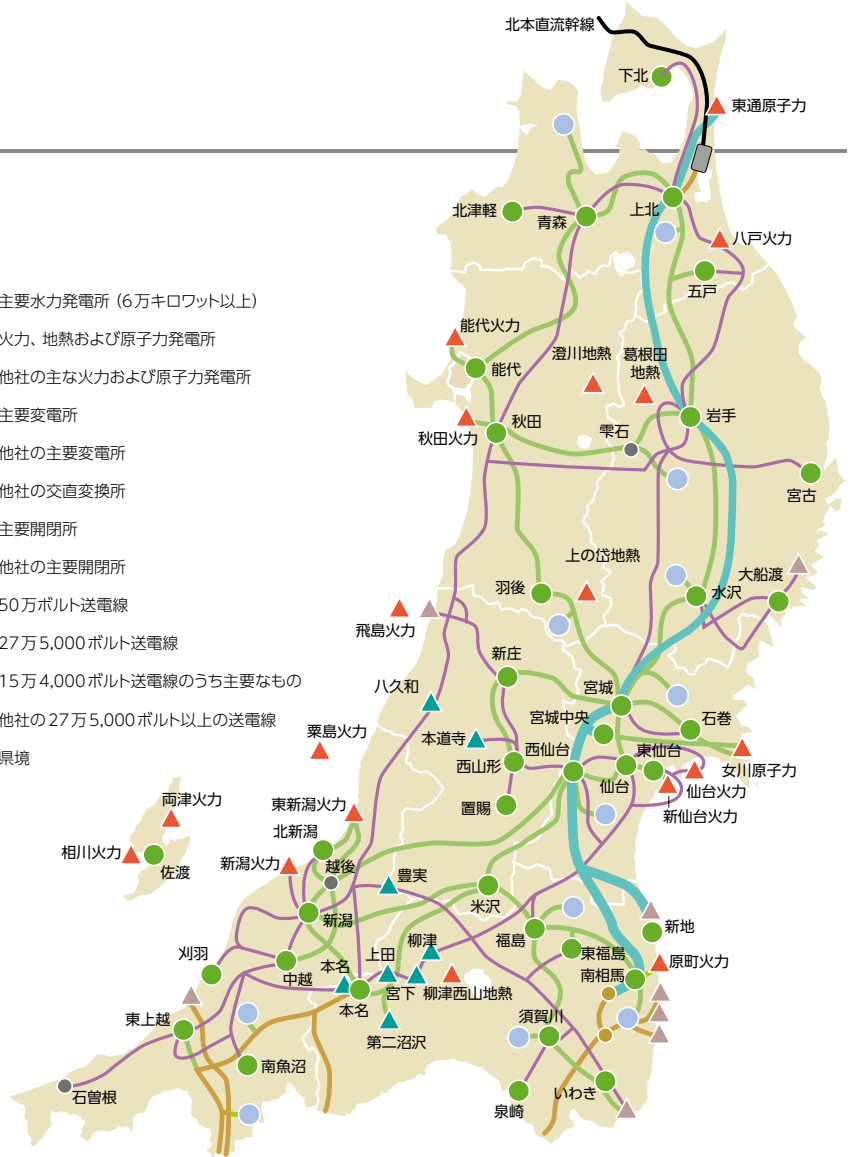 北本直流幹線
下北
東通原子力
北津軽
青森
上北
八戸火力
五戸
主要水力発電所 (6万キロワット以上)
火力、地熱および原子力発電所
他社の主な火力および原子力発電所
主要変電所
他社の主要変電所
他社の交直変換所
主要開閉所
他社の主要開閉所
50万ボルト送電線
27万5,000ボルト送電線
15万4,000ボルト送電線のうち主要なもの
他社の27万5,000ボルト以上の送電線
県境
能代火力
能代
澄川地熱
葛根田
地熱
秋田火力
秋田
雫石
岩手
宮古
上の岱地熱
羽後
大船渡
水沢
飛島火力
新庄
八久和
宮城
宮城中央
石巻
本道寺
西仙台
東仙台
粟島火力
西山形
仙台
女川原子力
仙台火力
新仙台火力
置賜
両津火力
相川火力
佐渡
東新潟火力
北新潟
新潟火力
越後
豊実
新潟
米沢
福島
新地
刈羽
中越
本名
上田
柳津
東福島
原町火力
南相馬
本名
宮下
柳津西山地熱
東上越
第二沼沢
須賀川
南魚沼
石曽根
泉崎
いわき